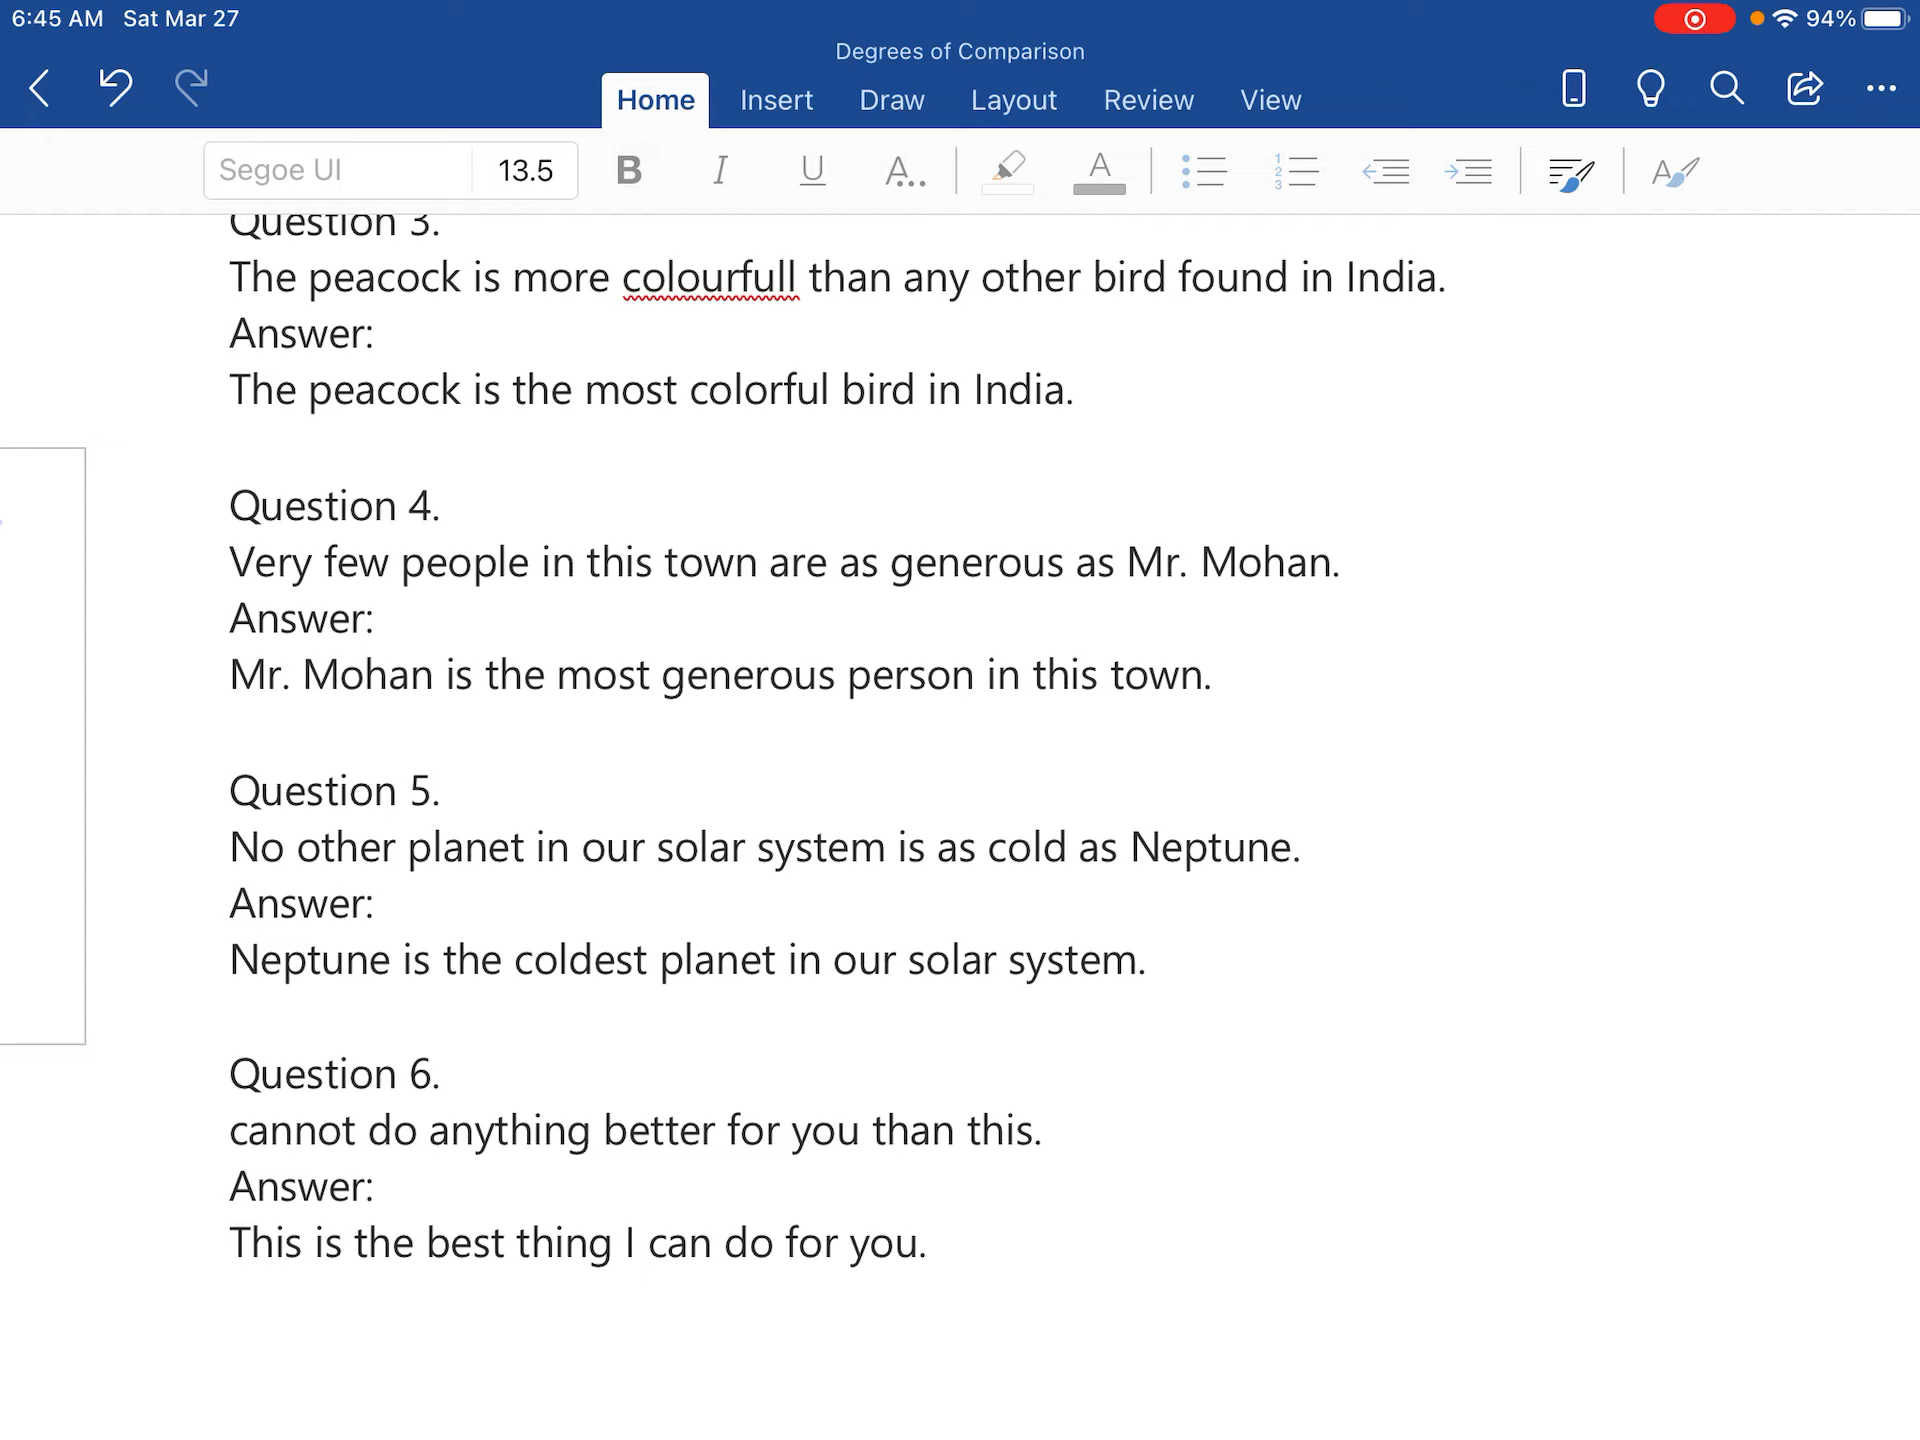 6:45 AM Sat Mar 27
94%
Degrees of Comparison
Home Insert Draw Layout Review View
Segoe UI 13.5 B I U A... A
Question 3.
The peacock is more colourfull than any other bird found in India.
Answer:
The peacock is the most colorful bird in India.
Question 4.
Very few people in this town are as generous as Mr. Mohan.
Answer:
Mr. Mohan is the most generous person in this town.
Question 5.
No other planet in our solar system is as cold as Neptune.
Answer:
Neptune is the coldest planet in our solar system.
Question 6.
cannot do anything better for you than this.
Answer:
This is the best thing I can do for you.